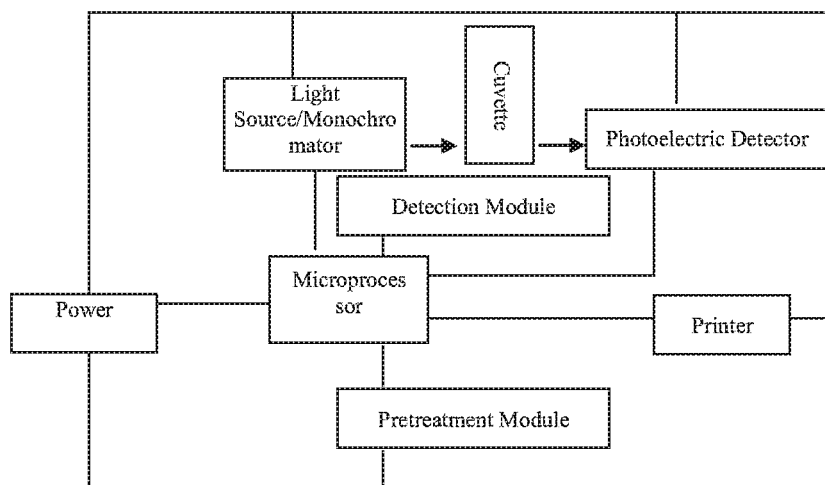 Light
Source/Monochro
mator
Cuvette
Photoelectric Detector
Detection Module
Microproces
sor
Power
Printer
Pretreatment Module